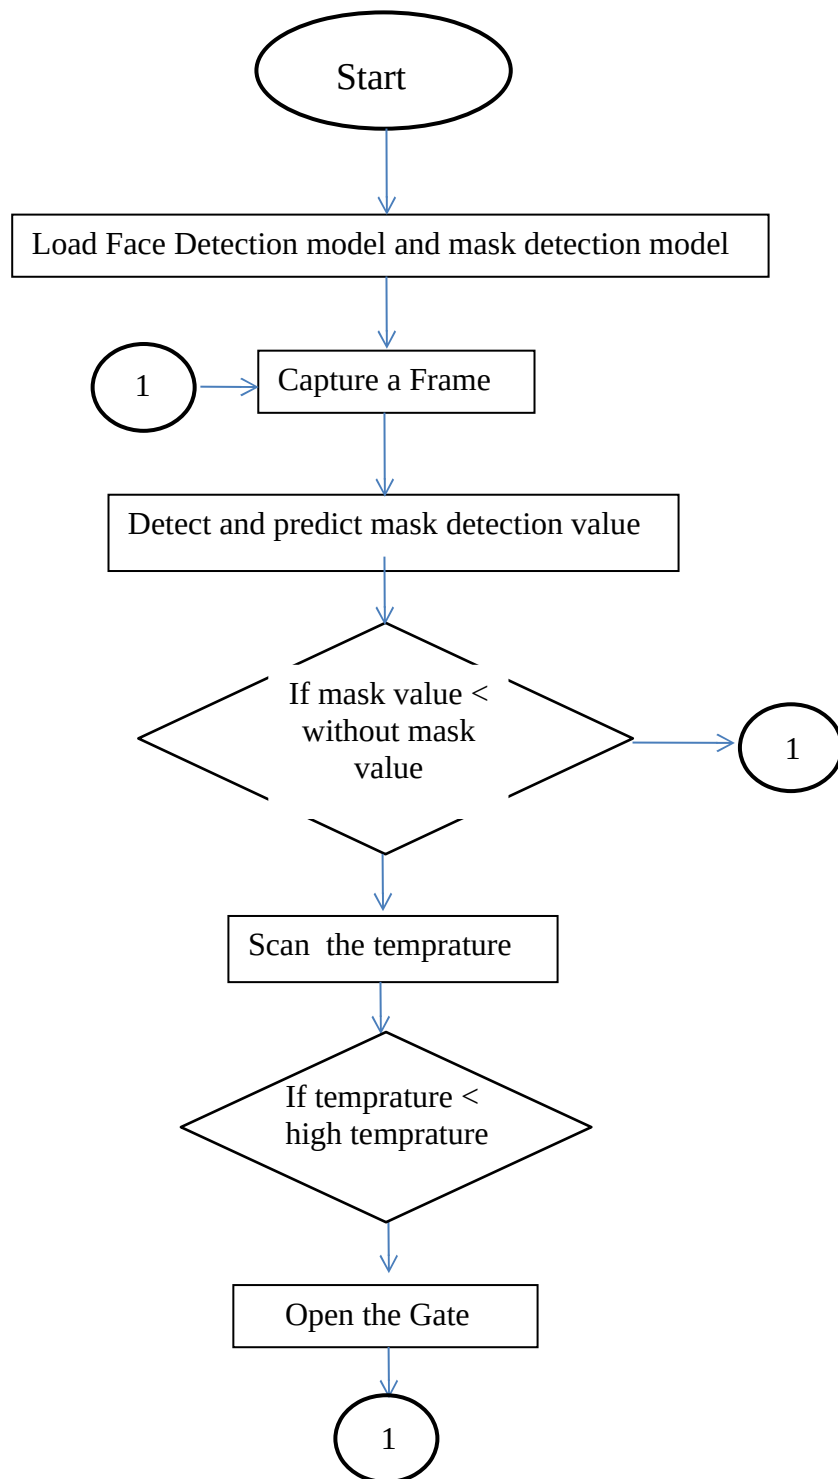 Start
Load Face Detection model and mask detection model
1
Capture a Frame
Detect and predict mask detection value
If mask value <
without mask
value
1
Scan  the temprature
If temprature <
high temprature
Open the Gate
1